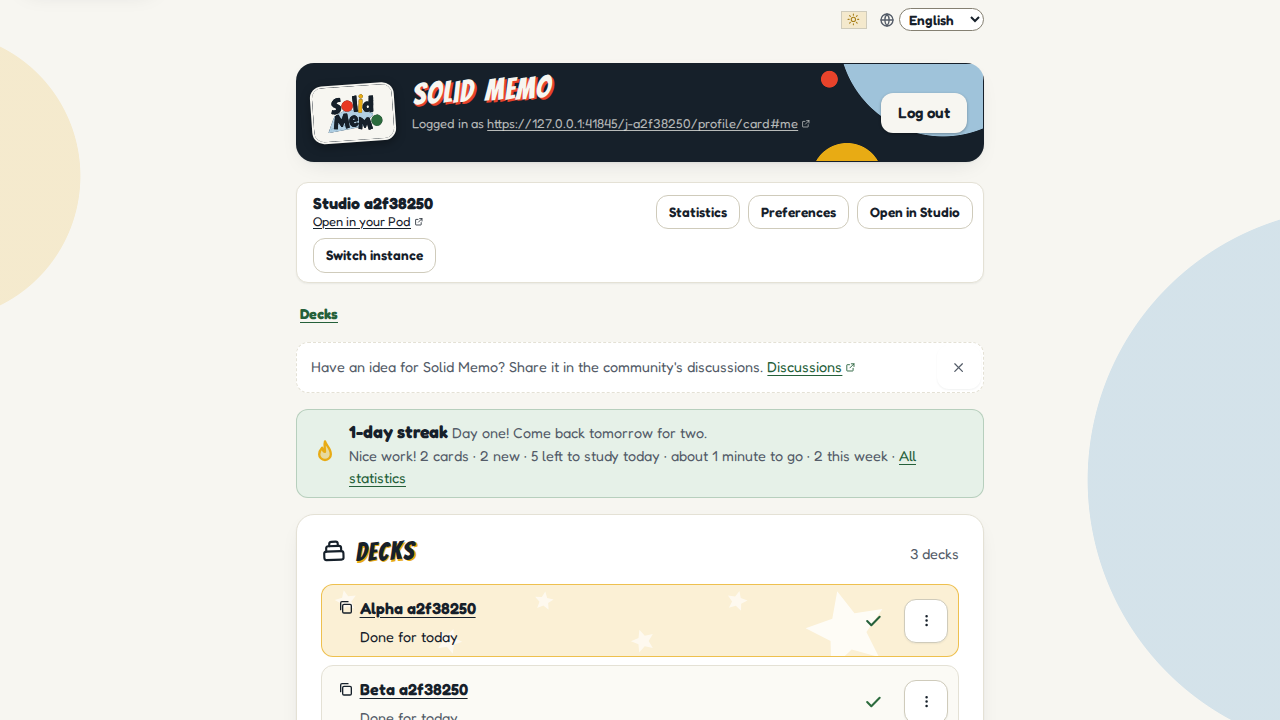 English
Solid Memo
SOLID MEMO
Logged in as https://127.0.0.1:41845/j-a2f38250/profile/card#me
Log out
Studio a2f38250
Open in your Pod
Statistics
Preferences
Open in Studio
Switch instance
Decks
Have an idea for Solid Memo? Share it in the community's discussions. Discussions
1-day streak Day one! Come back tomorrow for two.
Nice work! 2 cards · 2 new · 5 left to study today · about 1 minute to go · 2 this week · All
statistics
DECKS
3 decks
Alpha a2f38250
Done for today
Beta a2f38250
Done for today